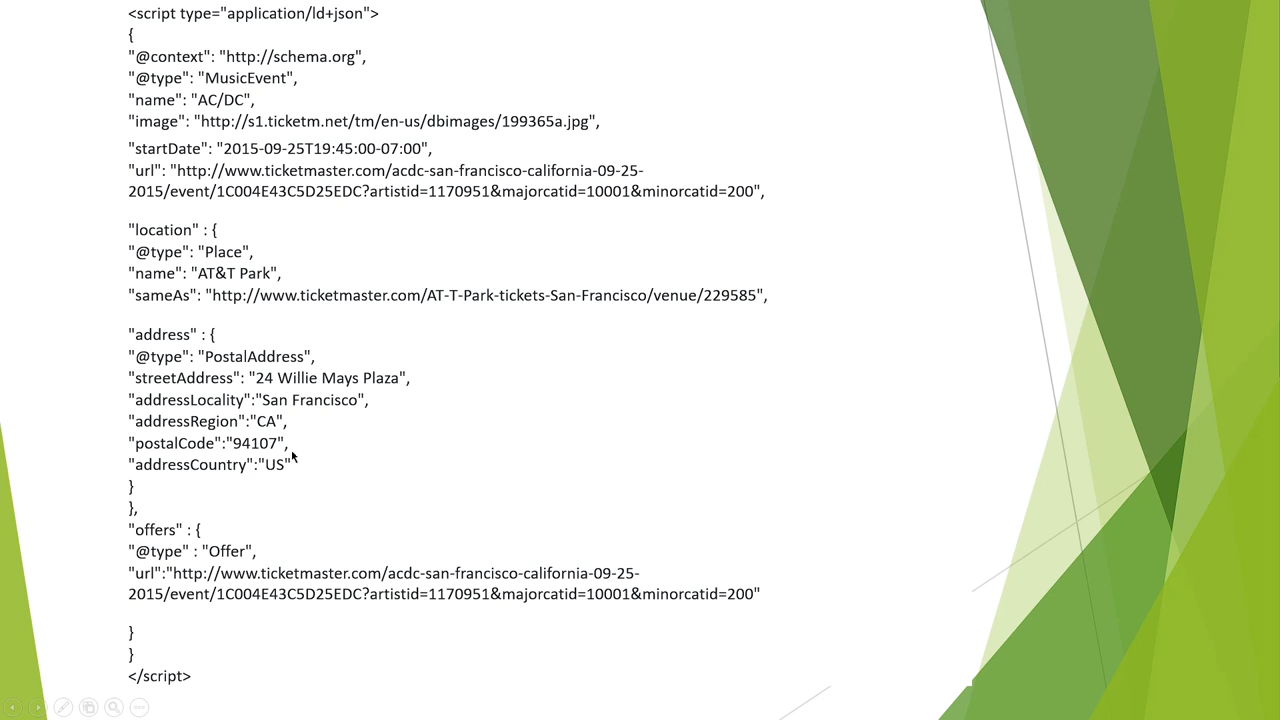 <script type="application/ld+json">
{
"@context": "http://schema.org",
"@type": "MusicEvent",
"name": "AC/DC",
"image": "http://s1.ticketm.net/tm/en-us/dbimages/199365a.jpg",
"startDate": "2015-09-25T19:45:00-07:00",
"url": "http://www.ticketmaster.com/acdc-san-francisco-california-09-25-
2015/event/1C004E43C5D25EDC?artistid=1170951&majorcatid=10001&minorcatid=200",
"location" : {
"@type": "Place",
"name": "AT&T Park",
"sameAs": "http://www.ticketmaster.com/AT-T-Park-tickets-San-Francisco/venue/229585",
"address" : {
"@type": "PostalAddress",
"streetAddress": "24 Willie Mays Plaza",
"addressLocality":"San Francisco",
"addressRegion":"CA",
"postalCode":"94107",
"addressCountry":"US"
}
},
"offers" : {
"@type" : "Offer",
"url":"http://www.ticketmaster.com/acdc-san-francisco-california-09-25-
2015/event/1C004E43C5D25EDC?artistid=1170951&majorcatid=10001&minorcatid=200"
}
}
</script>